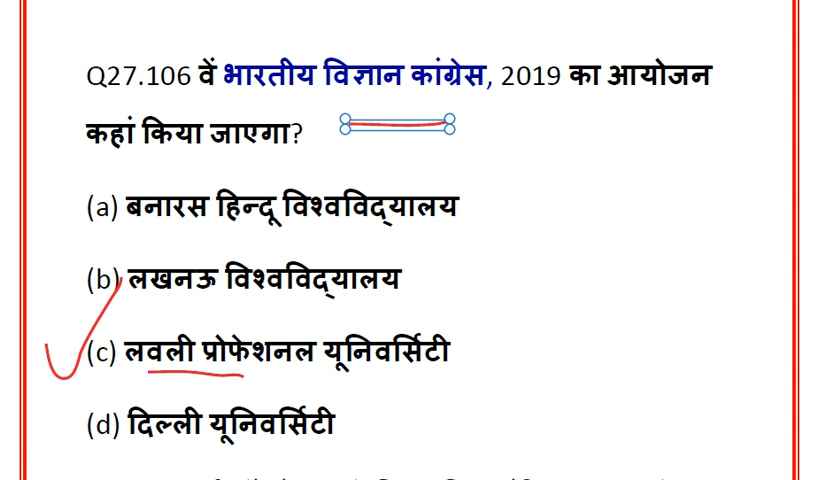 Q27.106 वें भारतीय विज्ञान कांग्रेस, 2019 का आयोजन
कहां किया जाएगा?
(a) बनारस हिन्दू विश्वविद्यालय
(b) लखनऊ विश्वविद्यालय
(c) लवली प्रोफेशनल यूनिवर्सिटी
(d) दिल्ली यूनिवर्सिटी